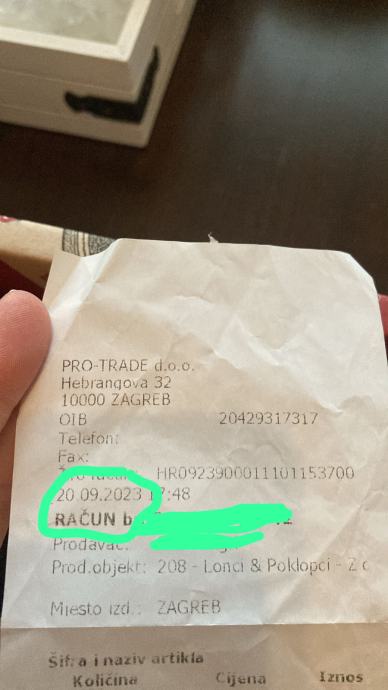 PRO-TRADE d.o.o.
Hebrangova 32
10000 ZAGREB
OIB 20429317317
Telefon:
Fax:
HR0923900011101153700
20.09.2023 17:48
RAČUN
Prodavač:
Prod.objekt: 208 - Lonci & Poklopci -
Mjesto izd.: ZAGREB
Šifra i naziv artikla
Količina Cijena Iznos